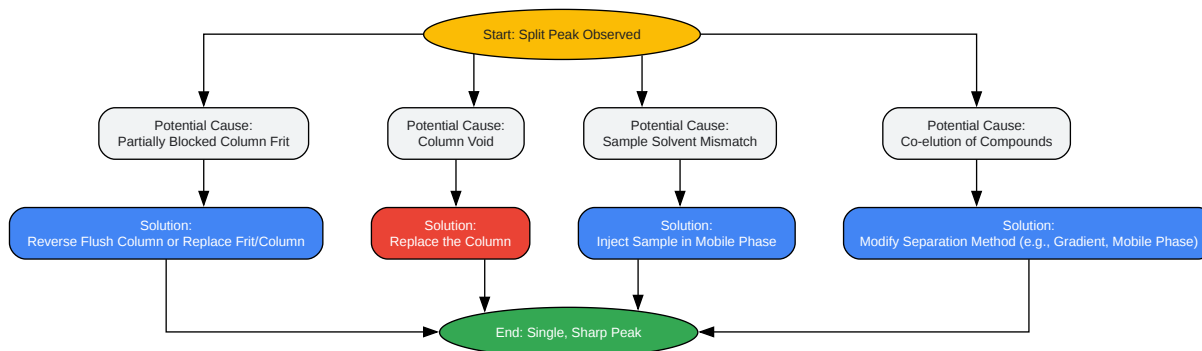 Start: Split Peak Observed
Potential Cause:
Partially Blocked Column Frit
Potential Cause:
Column Void
Potential Cause:
Sample Solvent Mismatch
Potential Cause:
Co-elution of Compounds
Solution:
Reverse Flush Column or Replace Frit/Column
Solution:
Replace the Column
Solution:
Inject Sample in Mobile Phase
Solution:
Modify Separation Method (e.g., Gradient, Mobile Phase)
End: Single, Sharp Peak